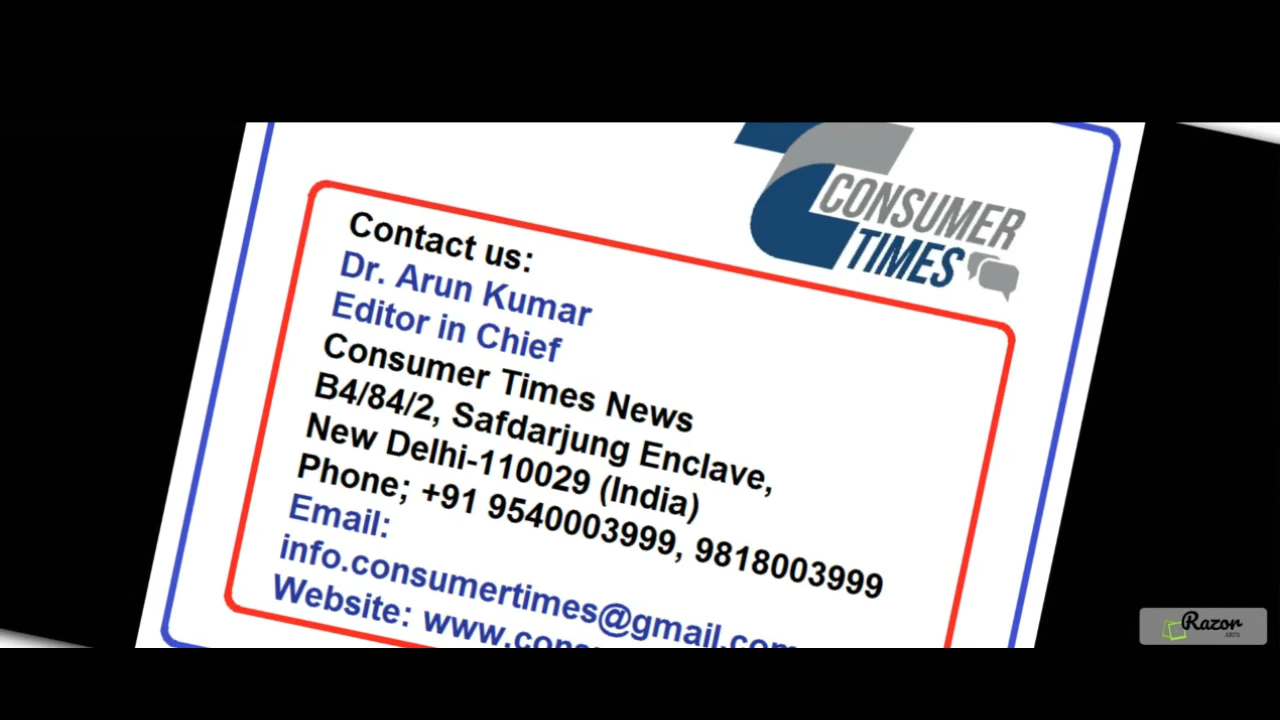 CONSUMER
TIMES
Contact us:
Dr. Arun Kumar
Editor in Chief
Consumer Times News
B4/84/2, Safdarjung Enclave,
New Delhi-110029 (India)
Phone; +91 9540003999, 9818003999
Email:
info.consumertimes@gmail.com
Website:
Razor
ARTS